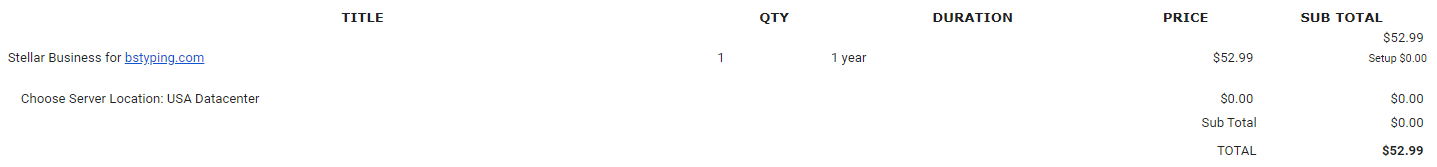 TITLE QTY DURATION PRICE SUB TOTAL
$52.99
Stellar Business for bstyping.com 1 1 year $52.99
Setup $0.00
Choose Server Location: USA Datacenter $0.00 $0.00
Sub Total $0.00
TOTAL $52.99